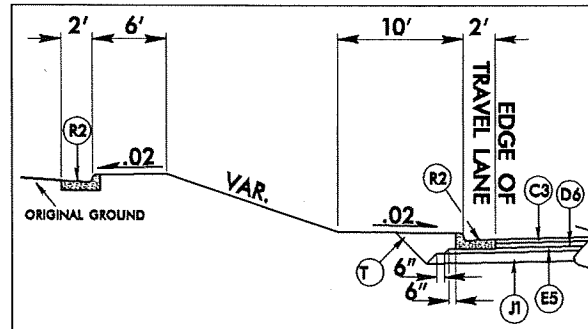 2' 6' 10' 2'
EDGE OF
TRAVEL LANE
R2
.02
ORIGINAL GROUND
VAR.
.02
R2
C3
D6
T
6"
6"
J1
E5